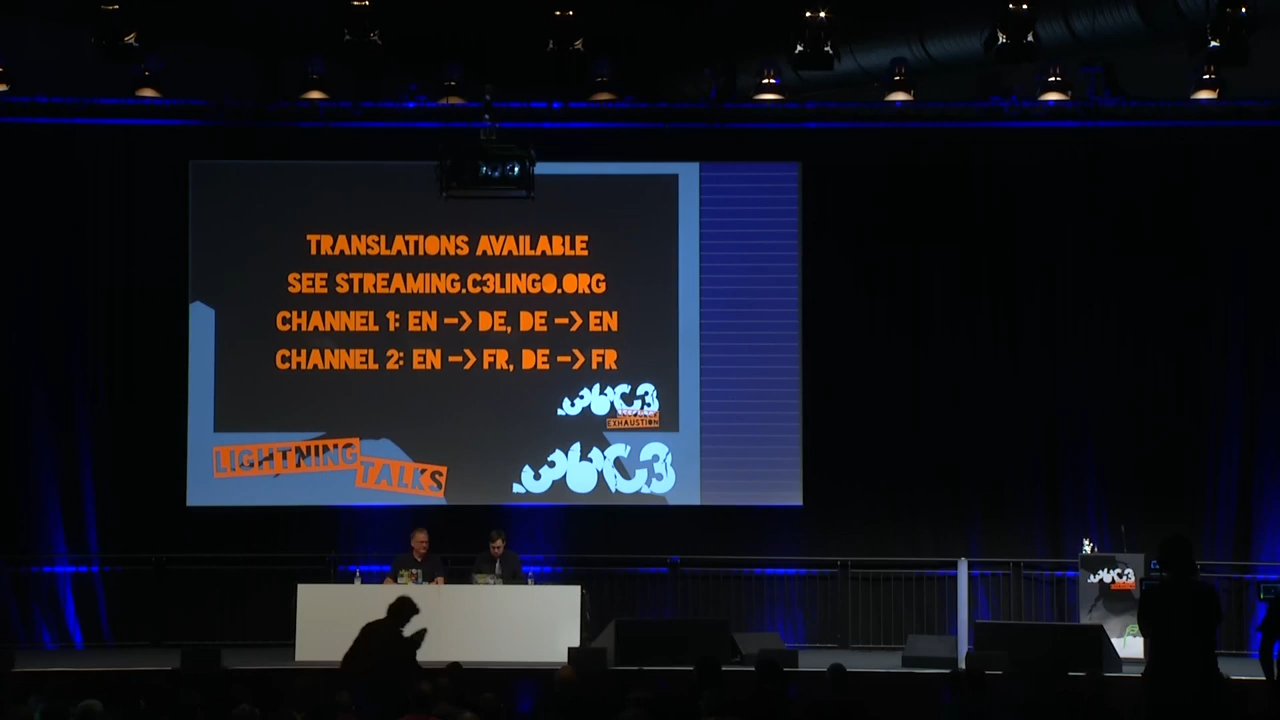 TRANSLATIONS AVAILABLE
SEE STREAMING.C3LINGO.ORG
CHANNEL 1: EN -> DE, DE -> EN
CHANNEL 2: EN -> FR, DE -> FR
36C3
EXHAUSTION
LIGHTNING
TALKS
36C3
36C3